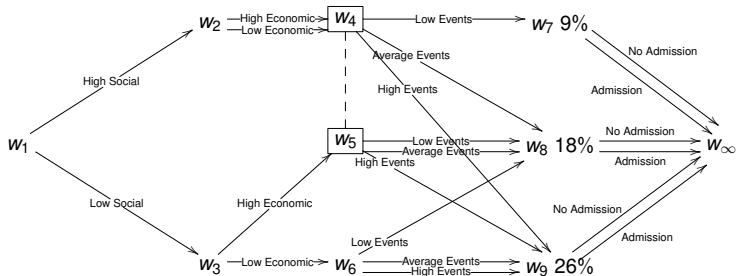 w2 High Economic w4 Low Events w7 9%
Low Economic
No Admission
Average Events
High Social
High Events
Admission
w1
w5 Low Events w8 18% No Admission w∞
Average Events Admission
High Events
Low Social
High Economic
No Admission
Low Events
Admission
w3 Low Economic w6 Average Events w9 26%
High Events